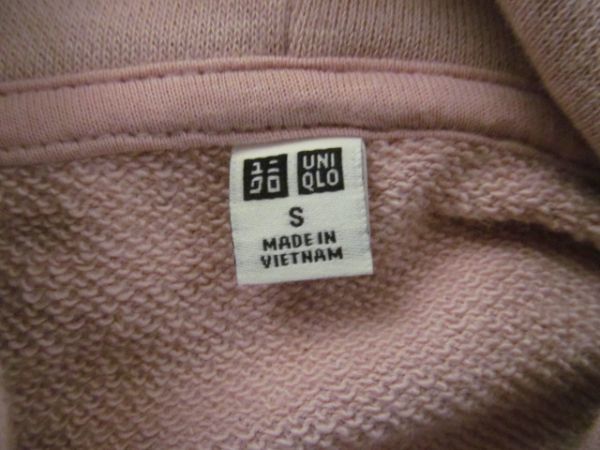 ユニ UNI
クロ QLO
S
MADE IN
VIETNAM